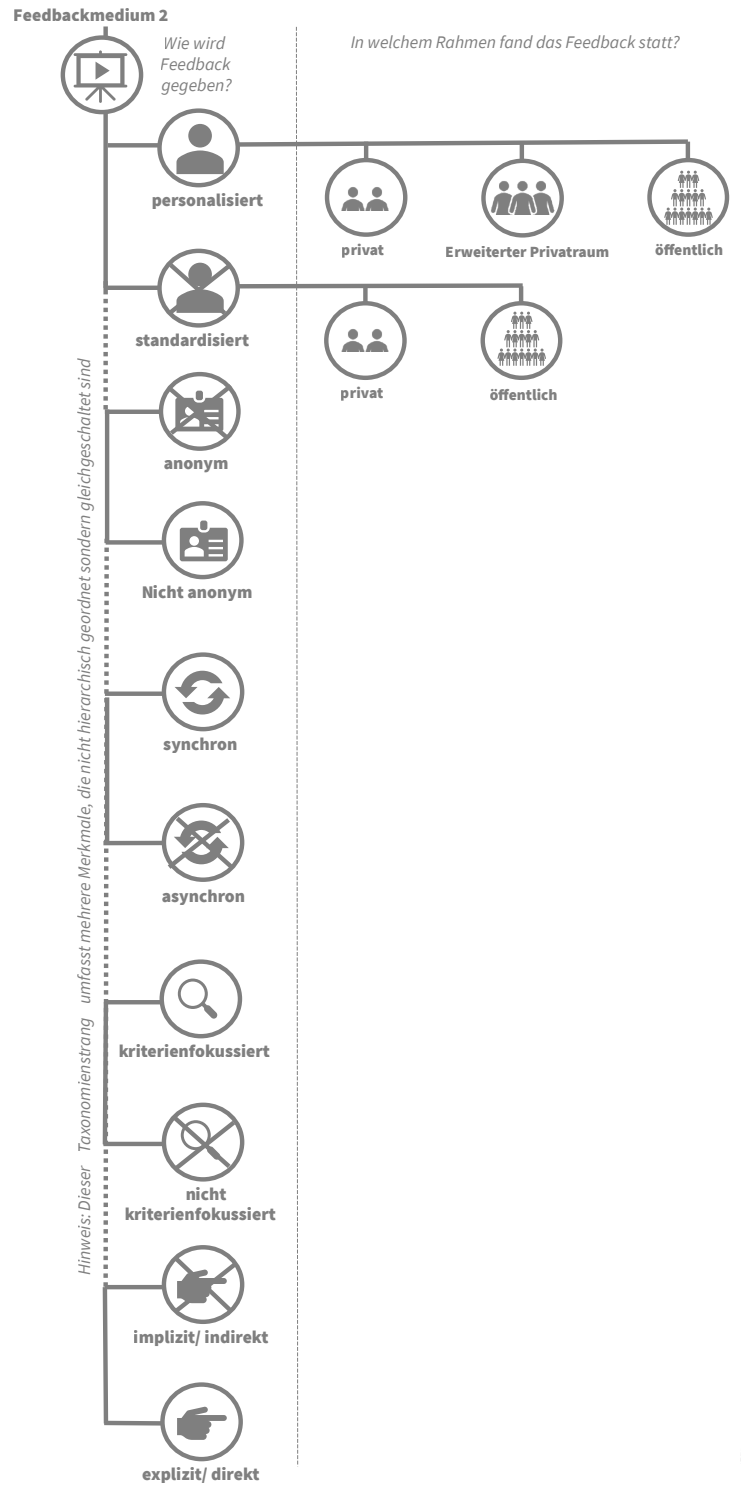 Feedbackmedium 2
Wie wird
Feedback
gegeben?
In welchem Rahmen fand das Feedback statt?
personalisiert
privat
Erweiterter Privatraum
öffentlich
standardisiert
privat
öffentlich
anonym
Nicht anonym
synchron
asynchron
kriterienfokussiert
nicht
kriterienfokussiert
implizit/ indirekt
explizit/ direkt
Hinweis: Dieser Taxonomienstrang umfasst mehrere Merkmale, die nicht hierarchisch geordnet sondern gleichgeschaltet sind